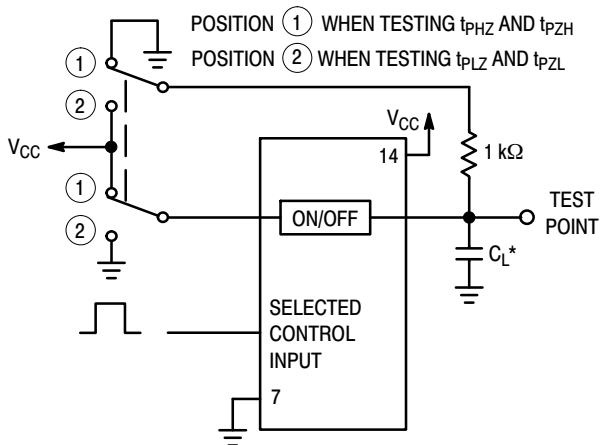 POSITION 1 WHEN TESTING tPHZ AND tPZH
POSITION 2 WHEN TESTING tPLZ AND tPZL
1
2
VCC
1
2
VCC
14
1 kΩ
ON/OFF
TEST
POINT
CL*
SELECTED
CONTROL
INPUT
7